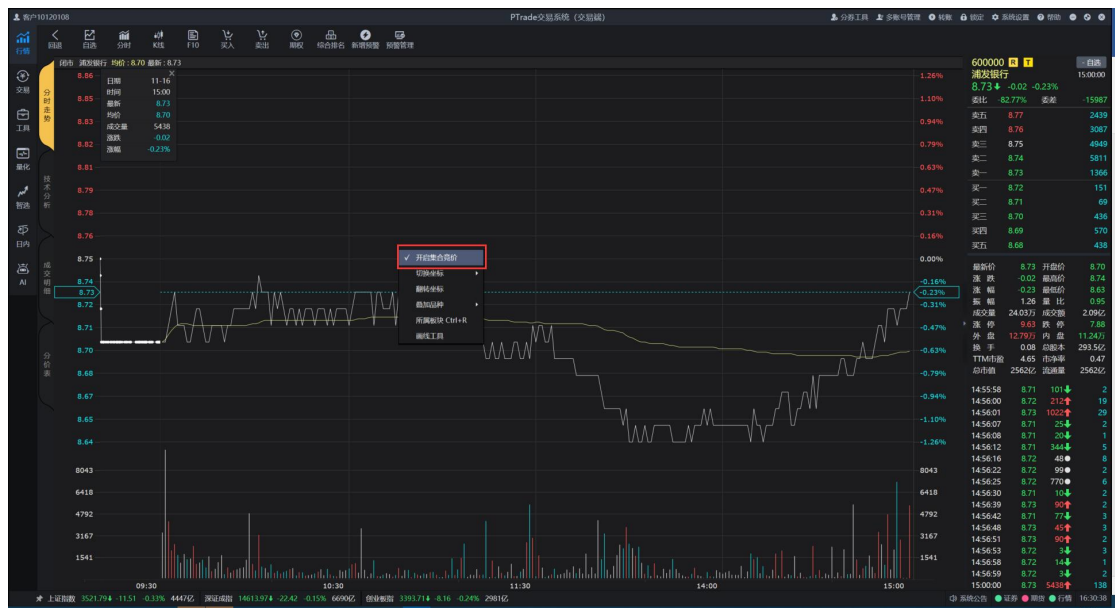 客户10120108 PTrade交易系统 (交易端) 分券工具 多账号管理 转账 锁定 系统设置 帮助
行情 回退 自选 分时 K线 F10 买入 卖出 期权 综合排名 新增预警 预警管理
交易
工具
量化
智选
日内
AI
分时走势
技术分析
成交明细
分价表
闭市 浦发银行 均价: 8.70 最新: 8.73
日期 11-16
时间 15:00
最新 8.73
均价 8.70
成交量 5438
涨跌 -0.02
涨幅 -0.23%
8.86 1.26%
8.85 1.10%
8.83 0.94%
8.82 0.79%
8.81 0.63%
8.79 0.47%
8.78 0.31%
8.76 0.16%
8.75 0.00%
8.74 -0.16%
8.73 -0.23%
8.72 -0.31%
8.71 -0.47%
8.70 -0.63%
8.68 -0.79%
8.67 -0.94%
8.65 -1.10%
8.64 -1.26%
✓ 开启集合竞价
切换坐标
翻转坐标
叠加品种
所属板块 Ctrl+R
画线工具
8043 8043
6418 6418
4792 4792
3167 3167
1541 1541
09:30 10:30 11:30 14:00 15:00
600000 R T - 自选
浦发银行 15:00:00
8.73 -0.02 -0.23%
委比 -82.77% 委差 -15987
卖五 8.77 2439
卖四 8.76 3087
卖三 8.75 4949
卖二 8.74 5811
卖一 8.73 1366
买一 8.72 151
买二 8.71 69
买三 8.70 436
买四 8.69 570
买五 8.68 438
最新价 8.73 开盘价 8.70
涨 跌 -0.02 最高价 8.74
涨 幅 -0.23 最低价 8.63
振 幅 1.26 量 比 0.95
成交量 24.03万 成交额 2.09亿
涨 停 9.63 跌 停 7.88
外 盘 12.79万 内 盘 11.24万
换 手 0.08 总股本 293.5亿
TTM市盈 4.65 市净率 0.47
总市值 2562亿 流通量 2562亿
14:55:58 8.71 101 2
14:56:00 8.72 212 19
14:56:01 8.73 1022 29
14:56:07 8.71 25 2
14:56:08 8.71 20 1
14:56:12 8.71 344 5
14:56:16 8.72 48 8
14:56:22 8.72 99 2
14:56:25 8.72 770 6
14:56:30 8.71 10 2
14:56:39 8.73 90 2
14:56:42 8.71 77 3
14:56:48 8.73 45 3
14:56:51 8.73 90 2
14:56:53 8.72 3 3
14:56:58 8.72 14 1
14:56:59 8.72 3 2
15:00:00 8.73 5438 138
上证指数 3521.79 -11.51 -0.33% 4447亿 深证成指 14613.97 -22.42 -0.15% 6690亿 创业板指 3393.71 -8.16 -0.24% 2981亿 系统公告 证券 期货 行情 16:30:38